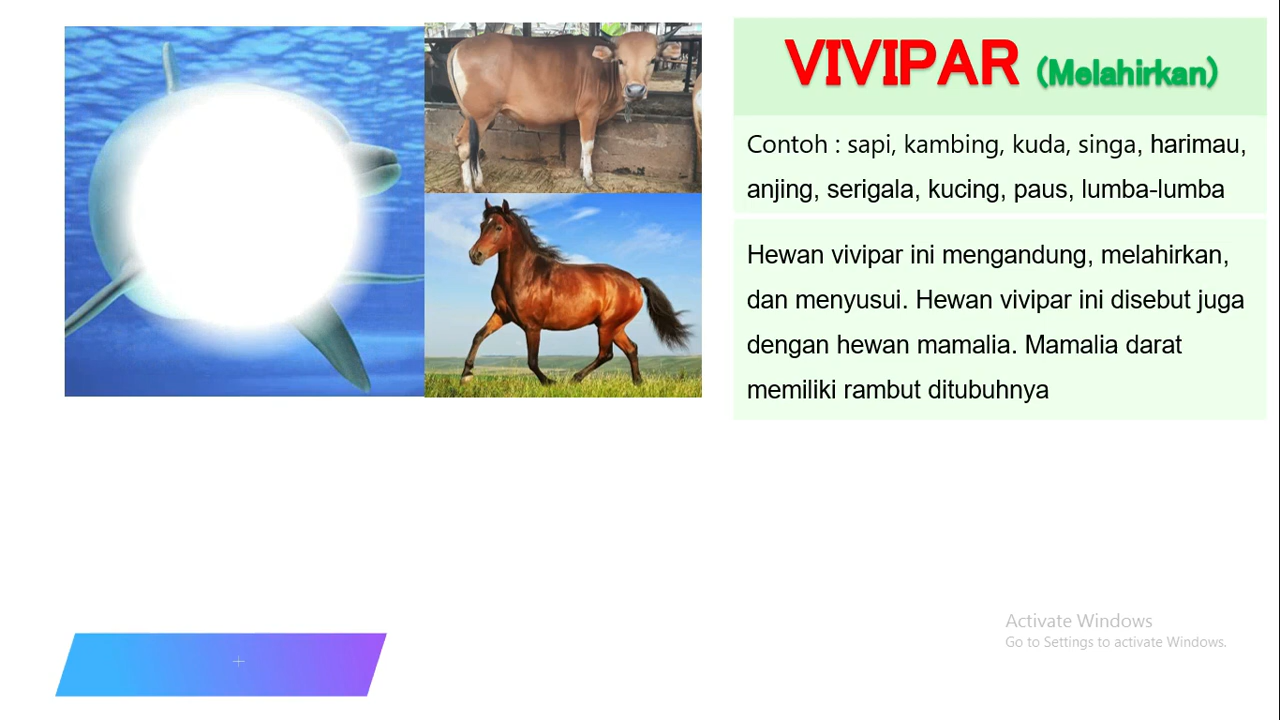 VIVIPAR (Melahirkan)
Contoh : sapi, kambing, kuda, singa, harimau,
anjing, serigala, kucing, paus, lumba-lumba
Hewan vivipar ini mengandung, melahirkan,
dan menyusui. Hewan vivipar ini disebut juga
dengan hewan mamalia. Mamalia darat
memiliki rambut ditubuhnya
Activate Windows
Go to Settings to activate Windows.